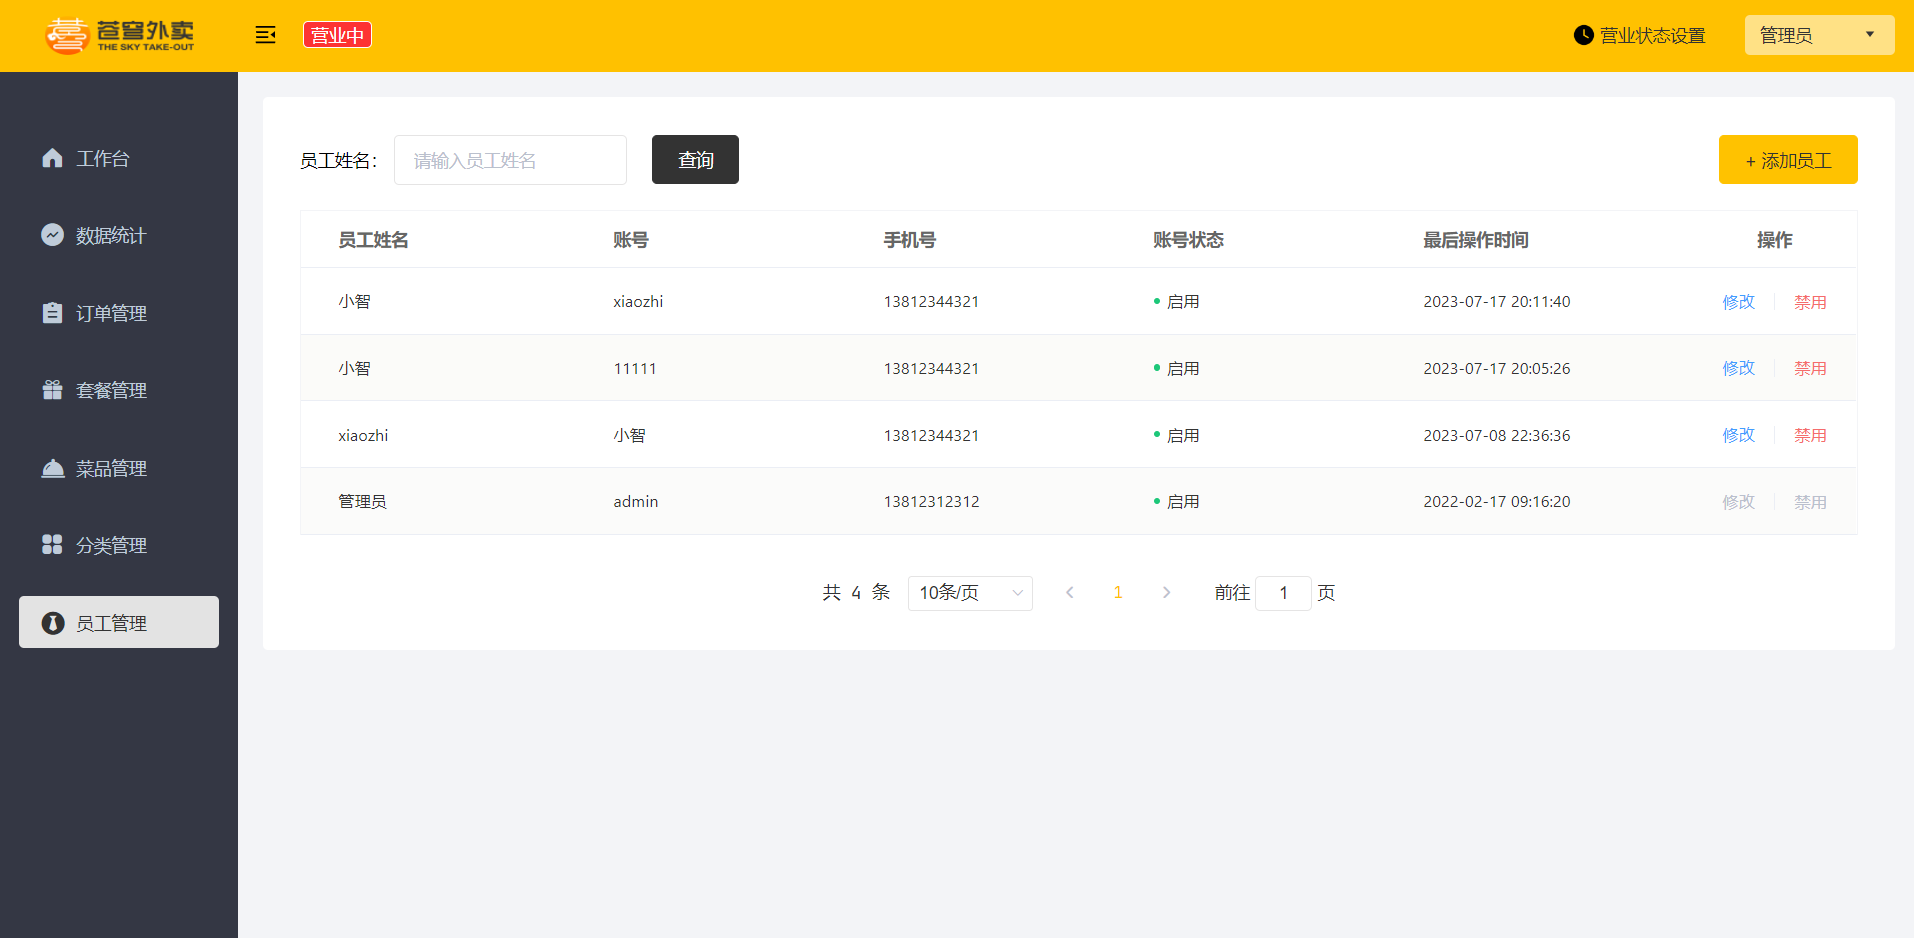 苍穹外卖
THE SKY TAKE-OUT
营业中
营业状态设置
管理员
工作台
数据统计
订单管理
套餐管理
菜品管理
分类管理
员工管理
员工姓名：
请输入员工姓名
查询
+ 添加员工
员工姓名 账号 手机号 账号状态 最后操作时间 操作
小智 xiaozhi 13812344321 启用 2023-07-17 20:11:40 修改 禁用
小智 11111 13812344321 启用 2023-07-17 20:05:26 修改 禁用
xiaozhi 小智 13812344321 启用 2023-07-08 22:36:36 修改 禁用
管理员 admin 13812312312 启用 2022-02-17 09:16:20 修改 禁用
共 4 条 10条/页 1 前往 1 页